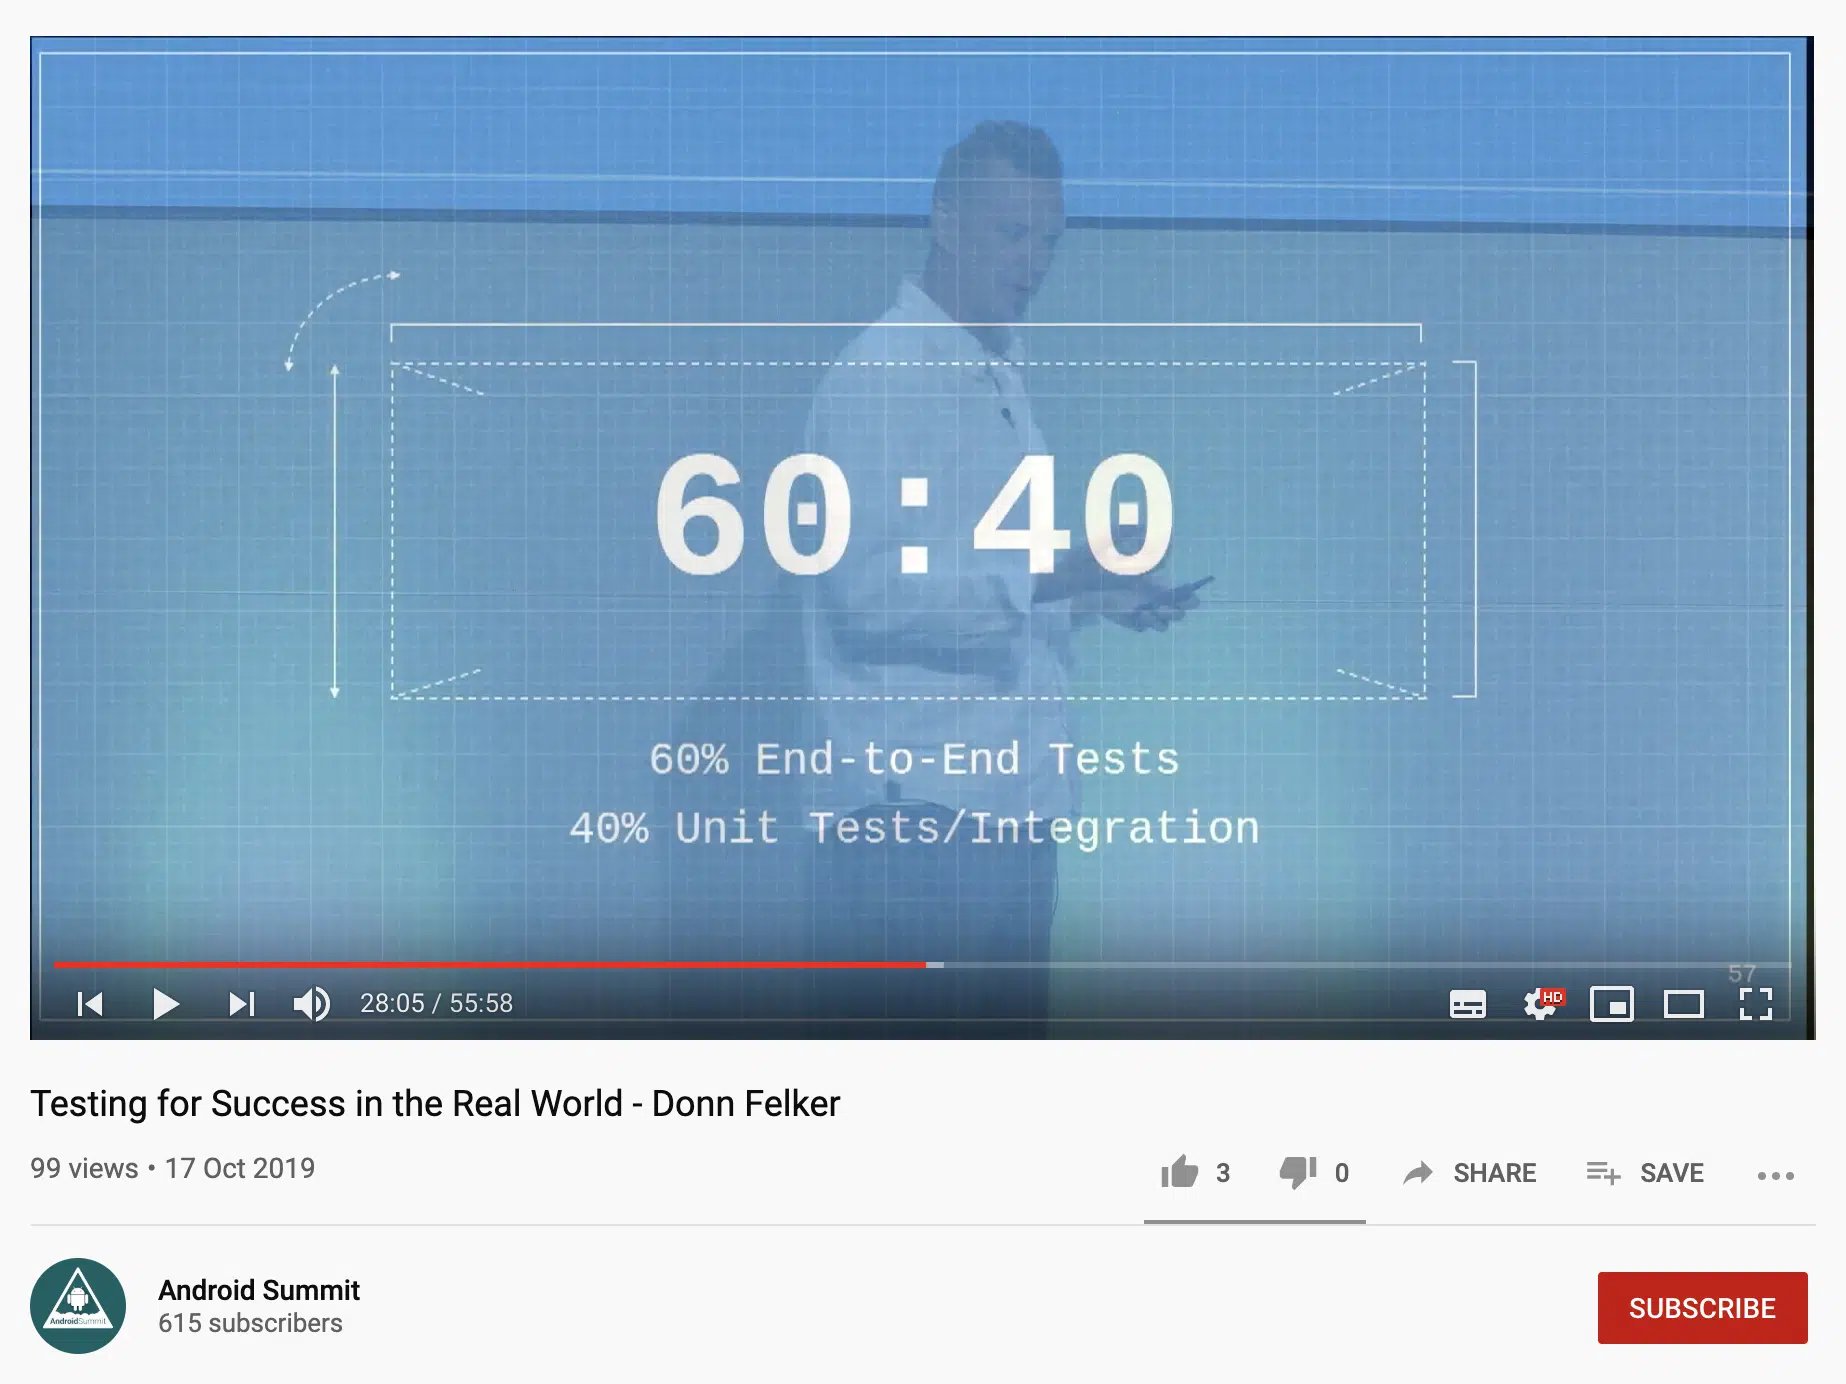 60:40
60% End-to-End Tests
40% Unit Tests/Integration
57
28:05 / 55:58
HD
Testing for Success in the Real World - Donn Felker
99 views • 17 Oct 2019
3
0
SHARE
SAVE
AndroidSummit
Android Summit
615 subscribers
SUBSCRIBE